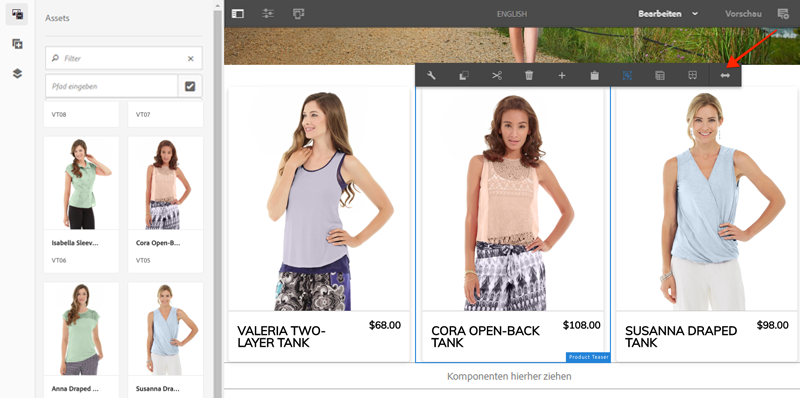 Assets
Filter
Pfad eingeben
VT08
VT07
Isabella Sleev...
VT06
Cora Open-B...
VT05
Anna Draped ...
Susanna Dra...
ENGLISH
Bearbeiten
Vorschau
VALERIA TWO-
LAYER TANK
$68.00
CORA OPEN-BACK
TANK
$108.00
Product Teaser
SUSANNA DRAPED
TANK
$98.00
Komponenten hierher ziehen